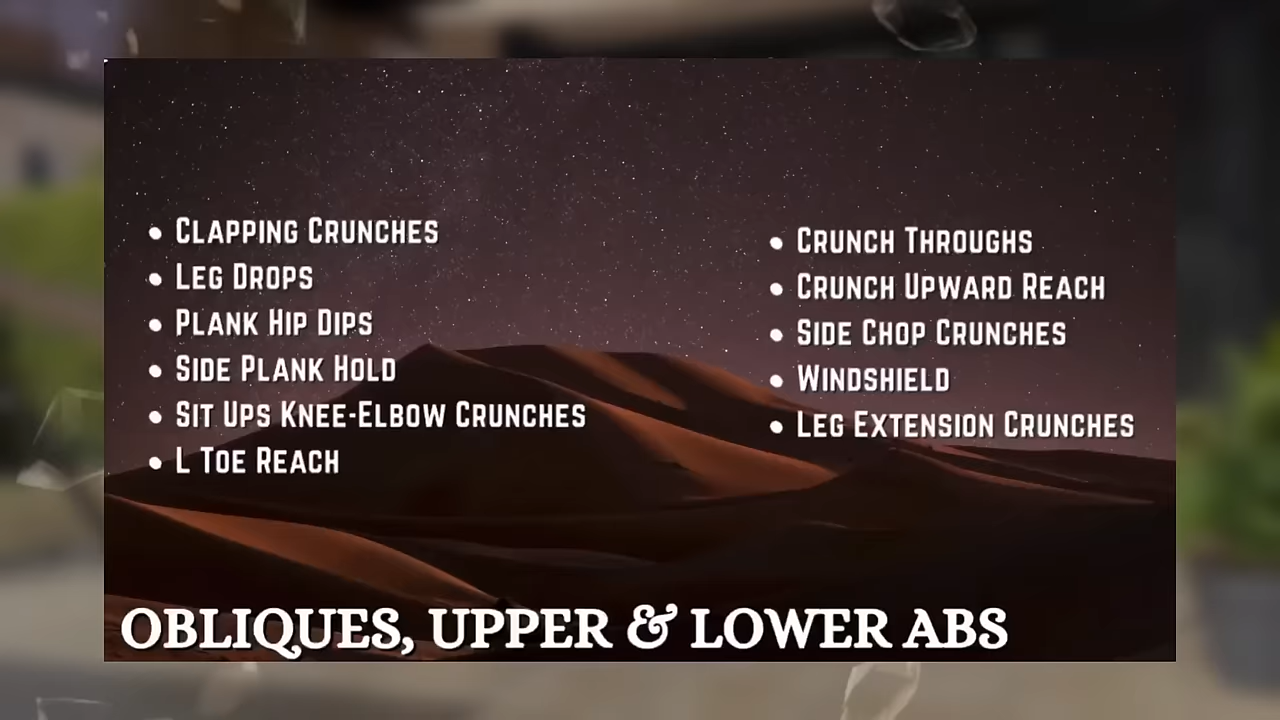 Clapping Crunches
Leg Drops
Plank Hip Dips
Side Plank Hold
Sit Ups Knee-Elbow Crunches
L Toe Reach
Crunch Throughs
Crunch Upward Reach
Side Chop Crunches
Windshield
Leg Extension Crunches
OBLIQUES, UPPER & LOWER ABS